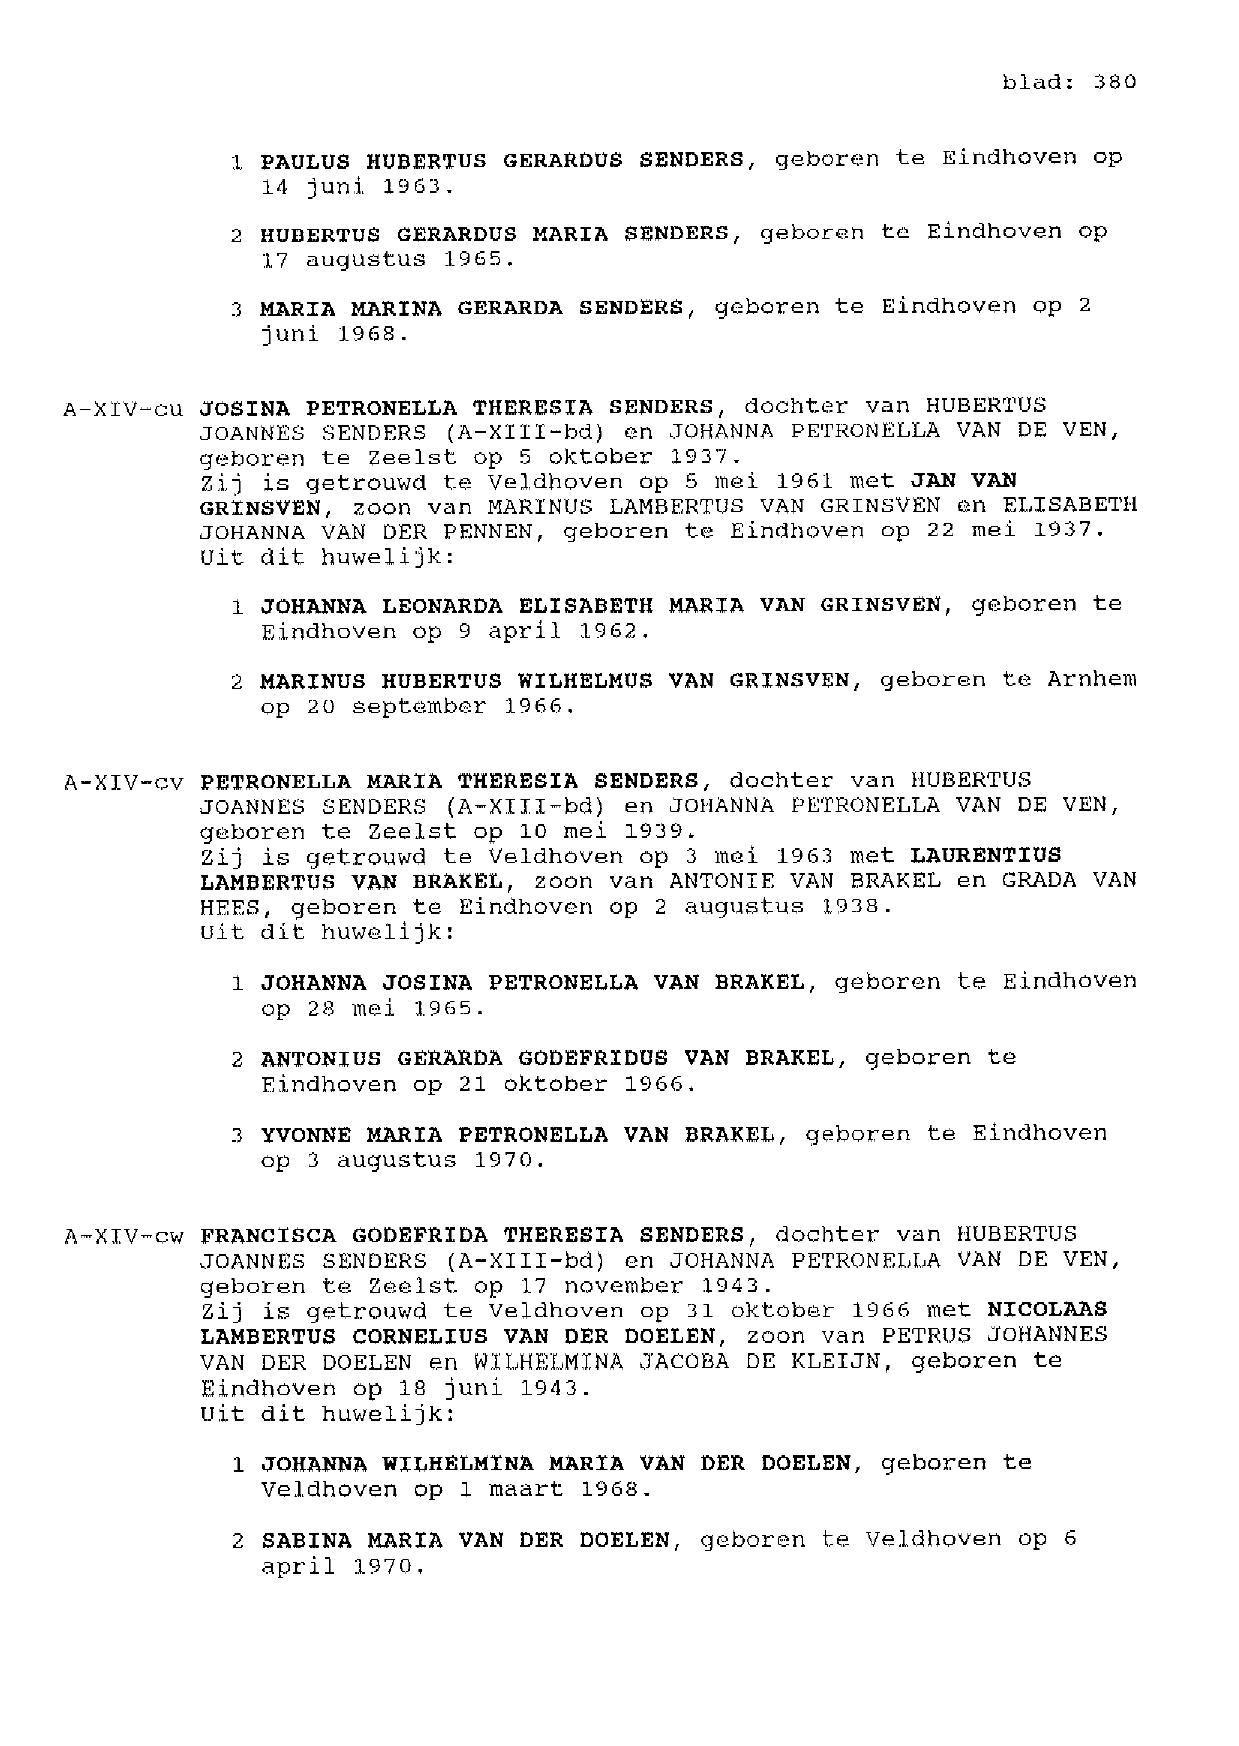 blad: 380
1 PAULUS HUBERTUS GERARDUS SENDERS, geboren te Eindhoven op
14 juni 1963.
2 HUBERTUS GERARDUS MARIA SENDERS, geboren te Eindhoven op
17 augustus 1965.
3 MARIA MARINA GERARDA SENDERS, geboren te Eindhoven op 2
juni 1968.
A-XIV-cu JOSINA PETRONELLA THERESIA SENDERS, dochter van HUBERTUS
JOANNES SENDERS (A-XIII-bd) en JOHANNA PETRONELLA VAN DE VEN,
geboren te Zeelst op 5 oktober 1937.
Zij is getrouwd te Veldhoven op 5 mei 1961 met JAN VAN
GRINSVEN, zoon van MARINUS LAMBERTUS VAN GRINSVEN en ELISABETH
JOHANNA VAN DER PENNEN, geboren te Eindhoven op 22 mei 1937.
Uit dit huwelijk:
1 JOHANNA LEONARDA ELISABETH MARIA VAN GRINSVEN, geboren te
Eindhoven op 9 april 1962.
2 MARINUS HUBERTUS WILHELMUS VAN GRINSVEN, geboren te Arnhem
op 20 september 1966.
A-XIV-cv PETRONELLA MARIA THERESIA SENDERS, dochter van HUBERTUS
JOANNES SENDERS (A-XIII-bd) en JOHANNA PETRONELLA VAN DE VEN,
geboren te Zeelst op 10 mei 1939.
Zij is getrouwd te Veldhoven op 3 mei 1963 met LAURENTIUS
LAMBERTUS VAN BRAKEL, zoon van ANTONIE VAN BRAKEL en GRADA VAN
HEES, geboren te Eindhoven op 2 augustus 1938.
Uit dit huwelijk:
1 JOHANNA JOSINA PETRONELLA VAN BRAKEL, geboren te Eindhoven
op 28 mei 1965.
2 ANTONIUS GERARDA GODEFRIDUS VAN BRAKEL, geboren te
Eindhoven op 21 oktober 1966.
3 YVONNE MARIA PETRONELLA VAN BRAKEL, geboren te Eindhoven
op 3 augustus 1970.
A-XIV-cw FRANCISCA GODEFRIDA THERESIA SENDERS, dochter van HUBERTUS
JOANNES SENDERS (A-XIII-bd) en JOHANNA PETRONELLA VAN DE VEN,
geboren te Zeelst op 17 november 1943.
Zij is getrouwd te Veldhoven op 31 oktober 1966 met NICOLAAS
LAMBERTUS CORNELIUS VAN DER DOELEN, zoon van PETRUS JOHANNES
VAN DER DOELEN en WILHELMINA JACOBA DE KLEIJN, geboren te
Eindhoven op 18 juni 1943.
Uit dit huwelijk:
1 JOHANNA WILHELMINA MARIA VAN DER DOELEN, geboren te
Veldhoven op 1 maart 1968.
2 SABINA MARIA VAN DER DOELEN, geboren te Veldhoven op 6
april 1970.